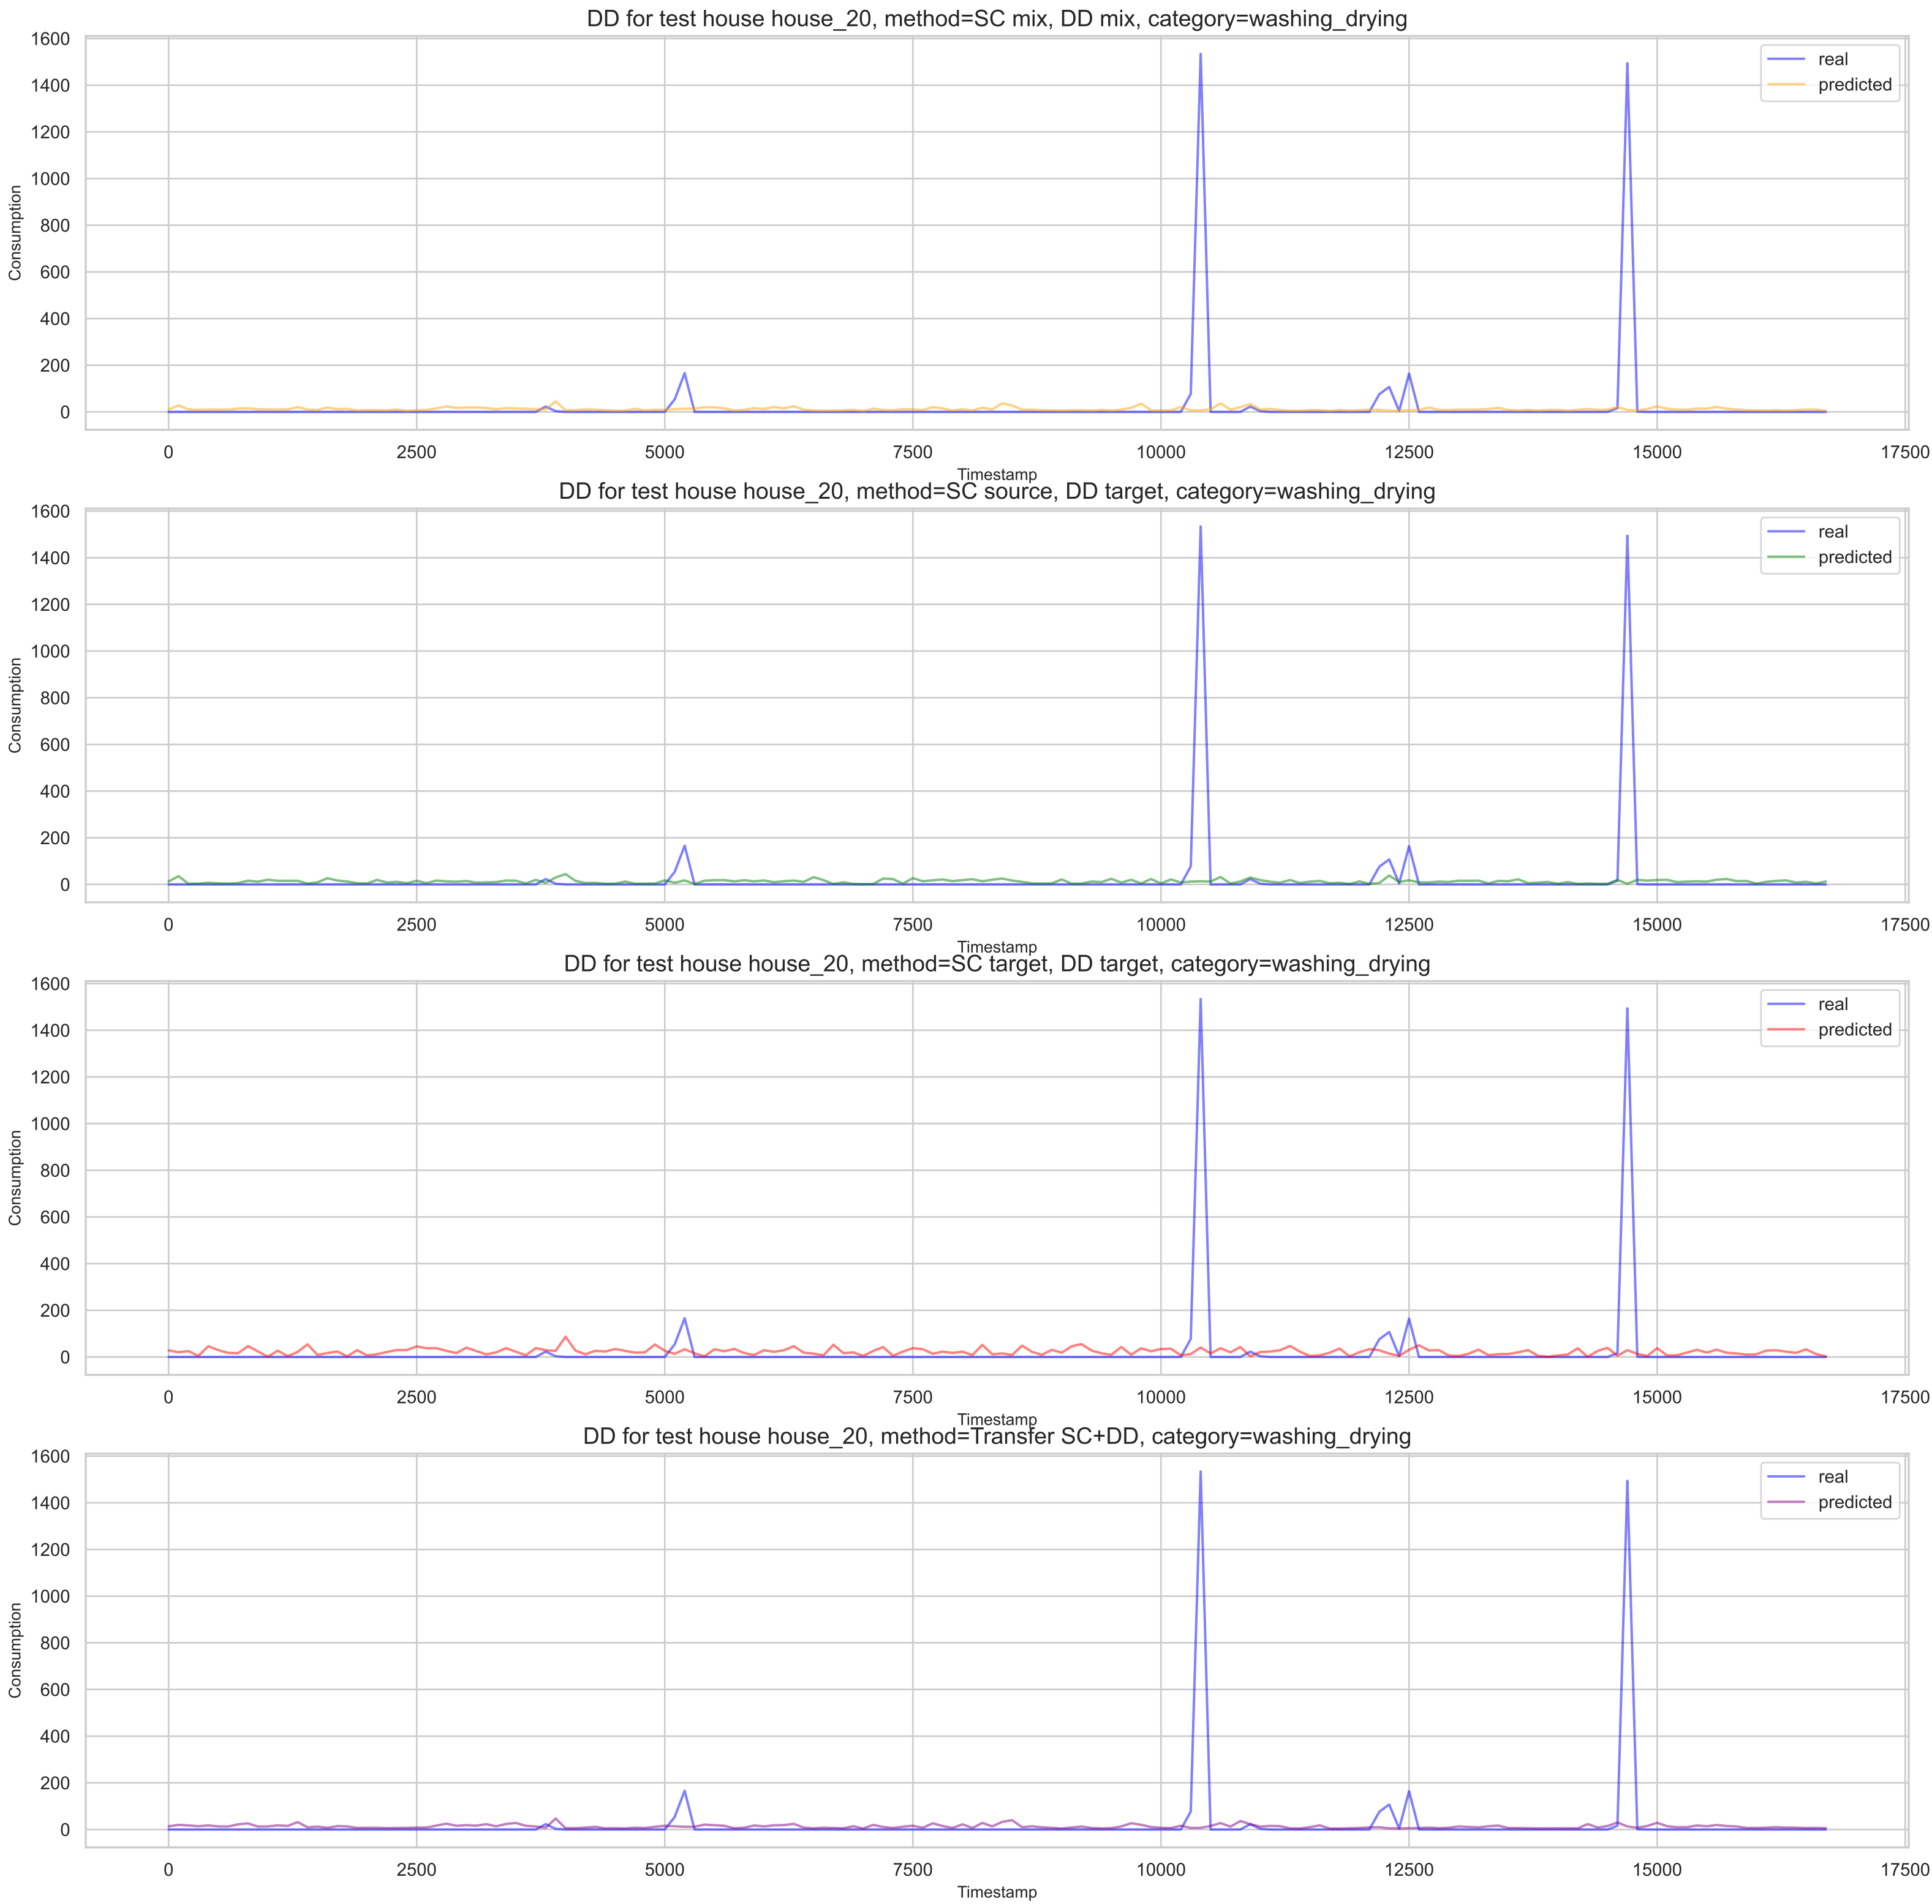 DD for test house house_20, method=SC mix, DD mix, category=washing_drying
1600
1400
1200
1000
800
600
400
200
0
Consumption
real
predicted
0 2500 5000 7500 10000 12500 15000 17500
Timestamp
DD for test house house_20, method=SC source, DD target, category=washing_drying
1600
1400
1200
1000
800
600
400
200
0
Consumption
real
predicted
0 2500 5000 7500 10000 12500 15000 17500
Timestamp
DD for test house house_20, method=SC target, DD target, category=washing_drying
1600
1400
1200
1000
800
600
400
200
0
Consumption
real
predicted
0 2500 5000 7500 10000 12500 15000 17500
Timestamp
DD for test house house_20, method=Transfer SC+DD, category=washing_drying
1600
1400
1200
1000
800
600
400
200
0
Consumption
real
predicted
0 2500 5000 7500 10000 12500 15000 17500
Timestamp